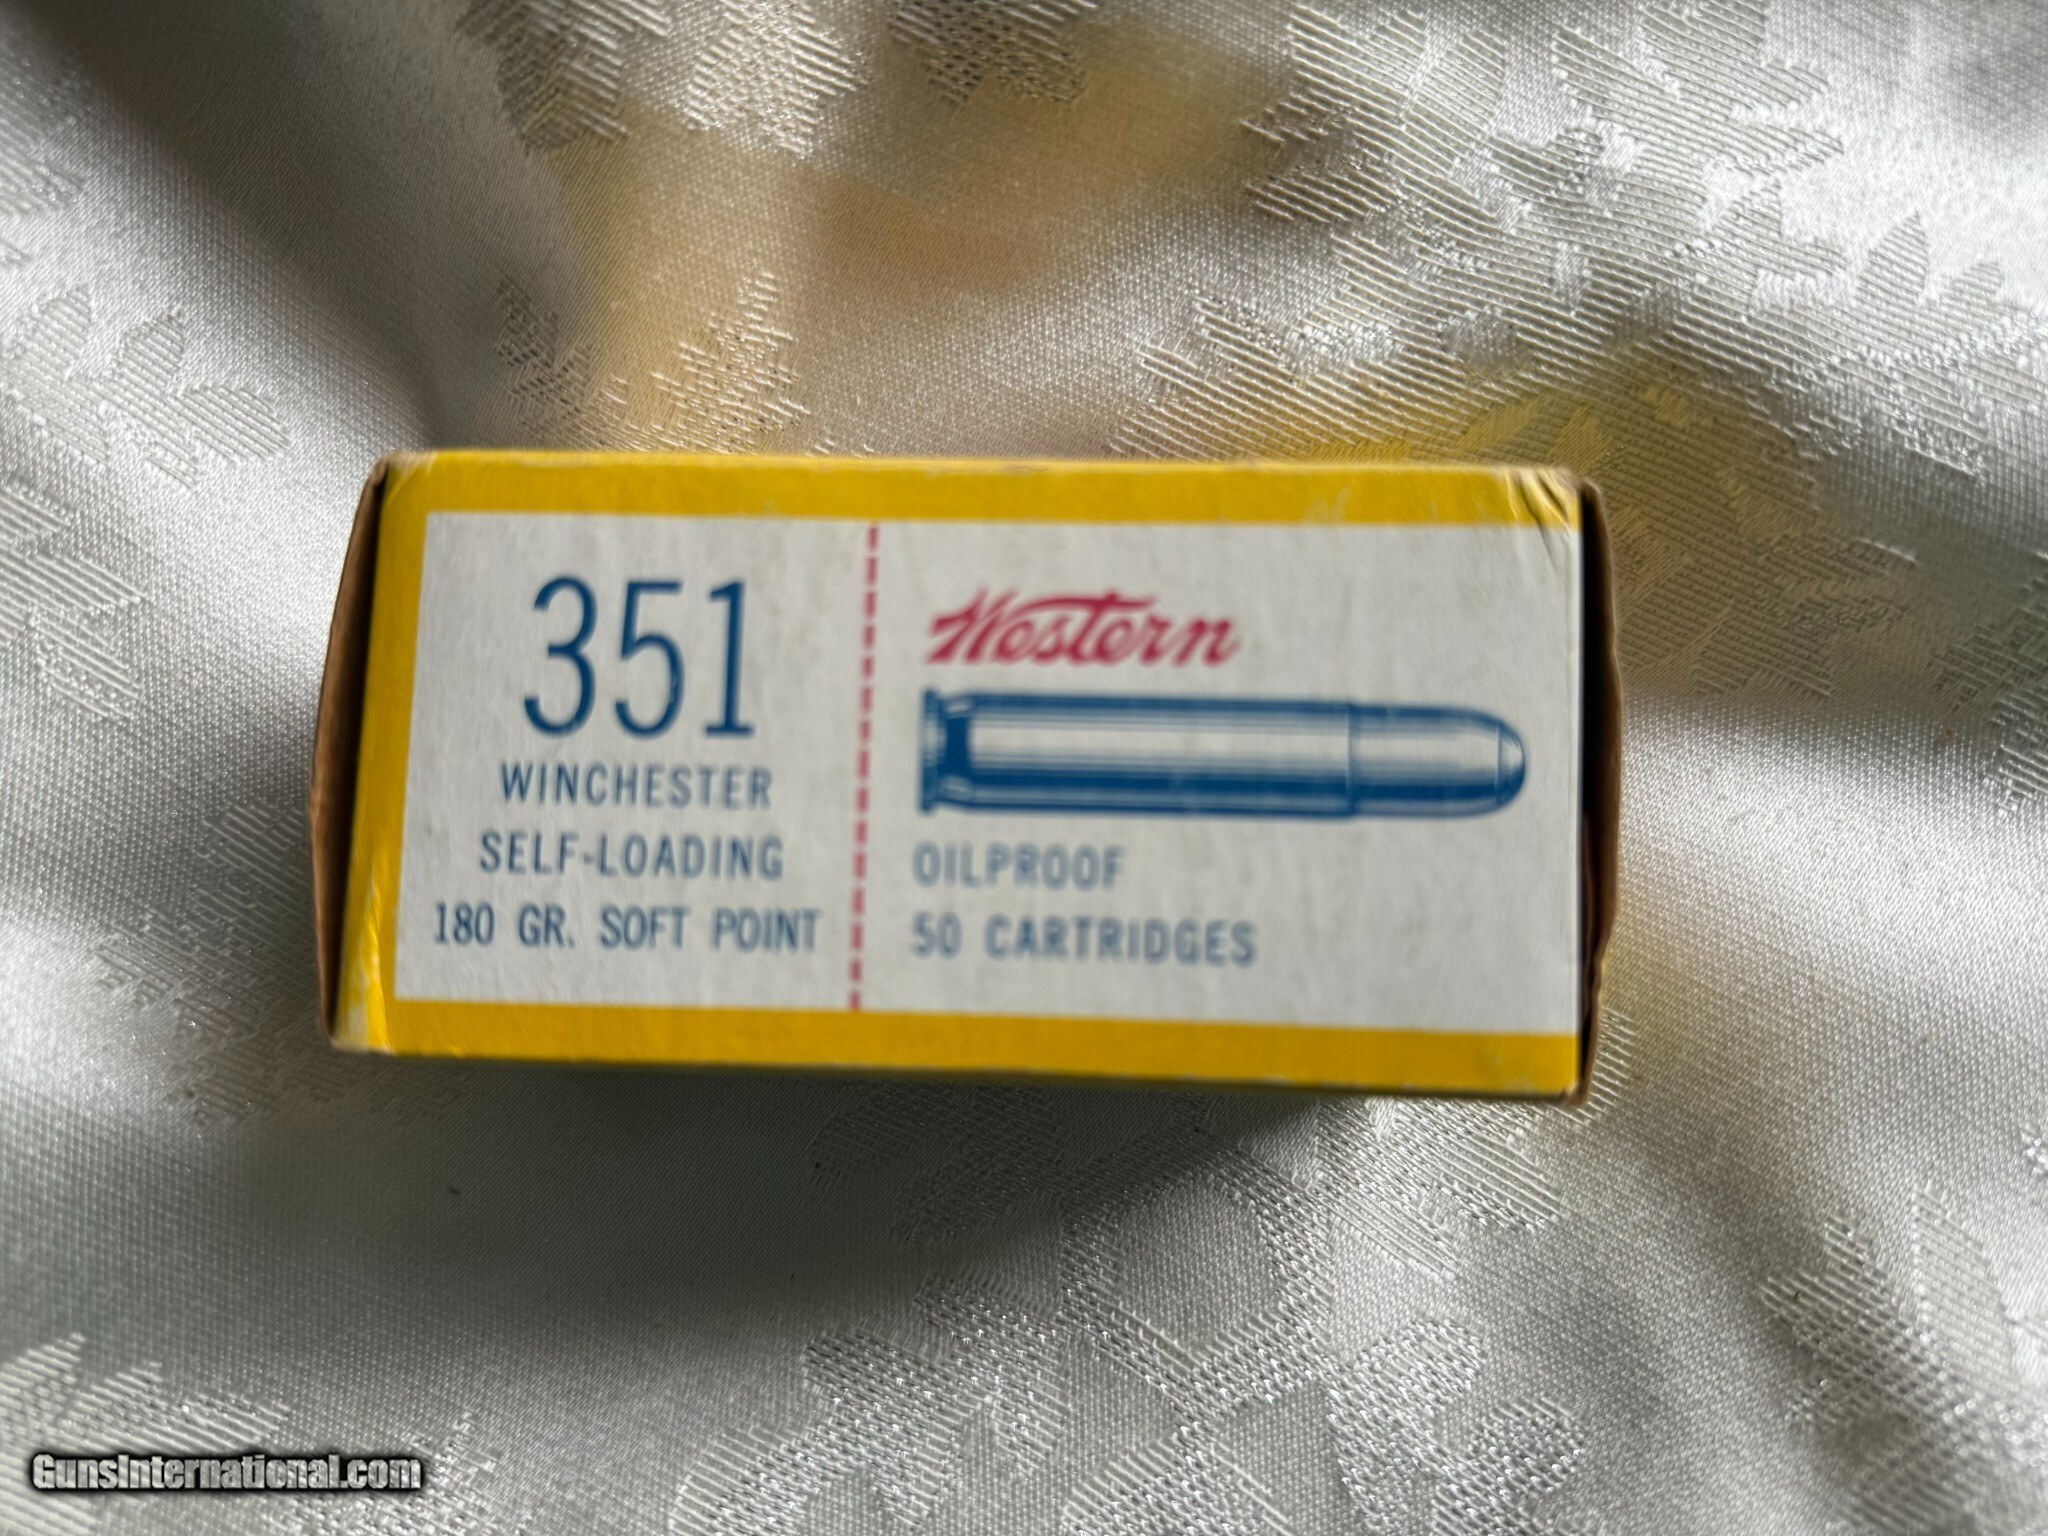 351
WINCHESTER
SELF-LOADING
180 GR. SOFT POINT
Western
OILPROOF
50 CARTRIDGES
GunsInternational.com